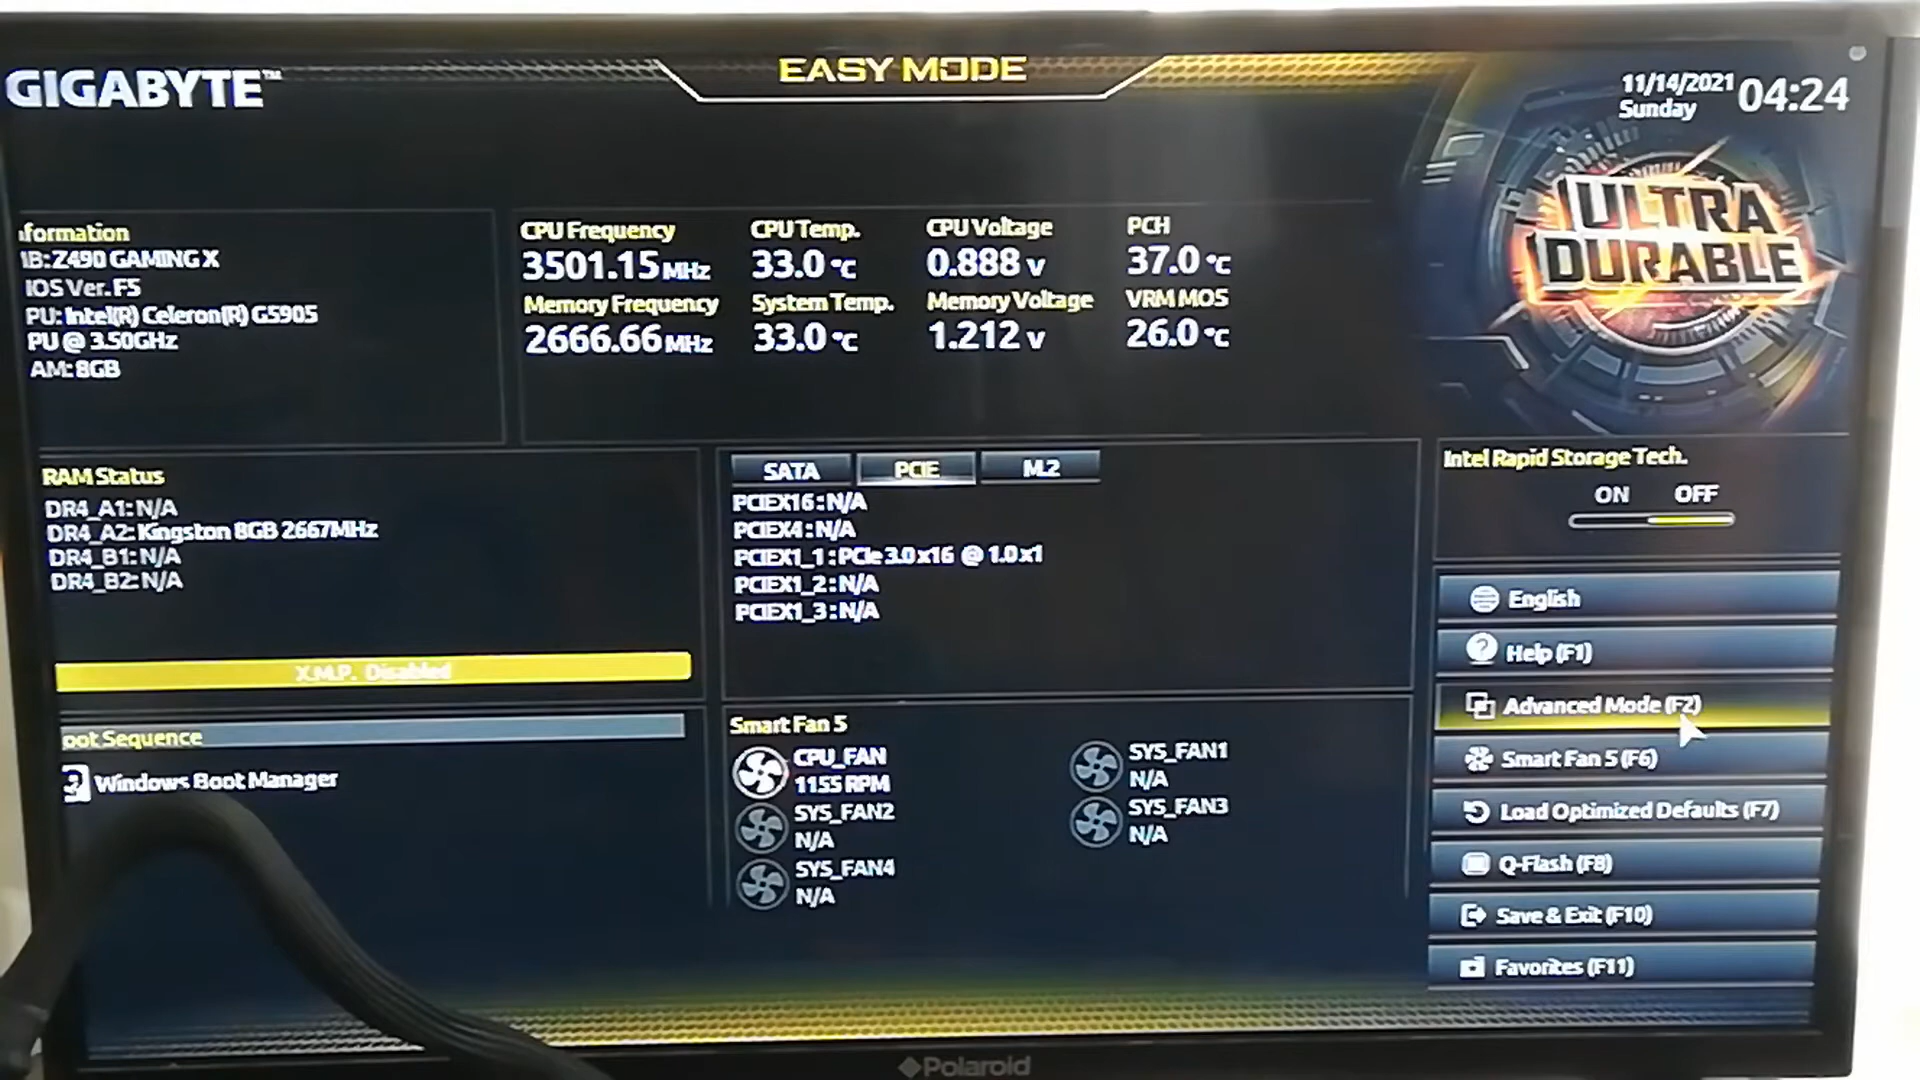 GIGABYTE™
EASY MODE
11/14/2021
Sunday
04:24
ULTRA
DURABLE
formation
B: Z490 GAMING X
IOS Ver. F5
PU: Intel(R) Celeron(R) G5905
PU @ 3.50GHz
AM: 8GB
CPU Frequency
3501.15 MHz
CPU Temp.
33.0 °C
CPU Voltage
0.888 V
PCH
37.0 °C
Memory Frequency
2666.66 MHz
System Temp.
33.0 °C
Memory Voltage
1.212 V
VRM MOS
26.0 °C
RAM Status
DR4_A1: N/A
DR4_A2: Kingston 8GB 2667MHz
DR4_B1: N/A
DR4_B2: N/A
X.M.P. Disabled
SATA
PCIE
M.2
PCIEX16 : N/A
PCIEX4 : N/A
PCIEX1_1 : PCIe 3.0 x16 @ 1.0 x1
PCIEX1_2 : N/A
PCIEX1_3 : N/A
oot Sequence
Windows Boot Manager
Smart Fan 5
CPU_FAN
1155 RPM
SYS_FAN1
N/A
SYS_FAN2
N/A
SYS_FAN3
N/A
SYS_FAN4
N/A
Intel Rapid Storage Tech.
ON OFF
English
Help (F1)
Advanced Mode (F2)
Smart Fan 5 (F6)
Load Optimized Defaults (F7)
Q-Flash (F8)
Save & Exit (F10)
Favorites (F11)
Polaroid